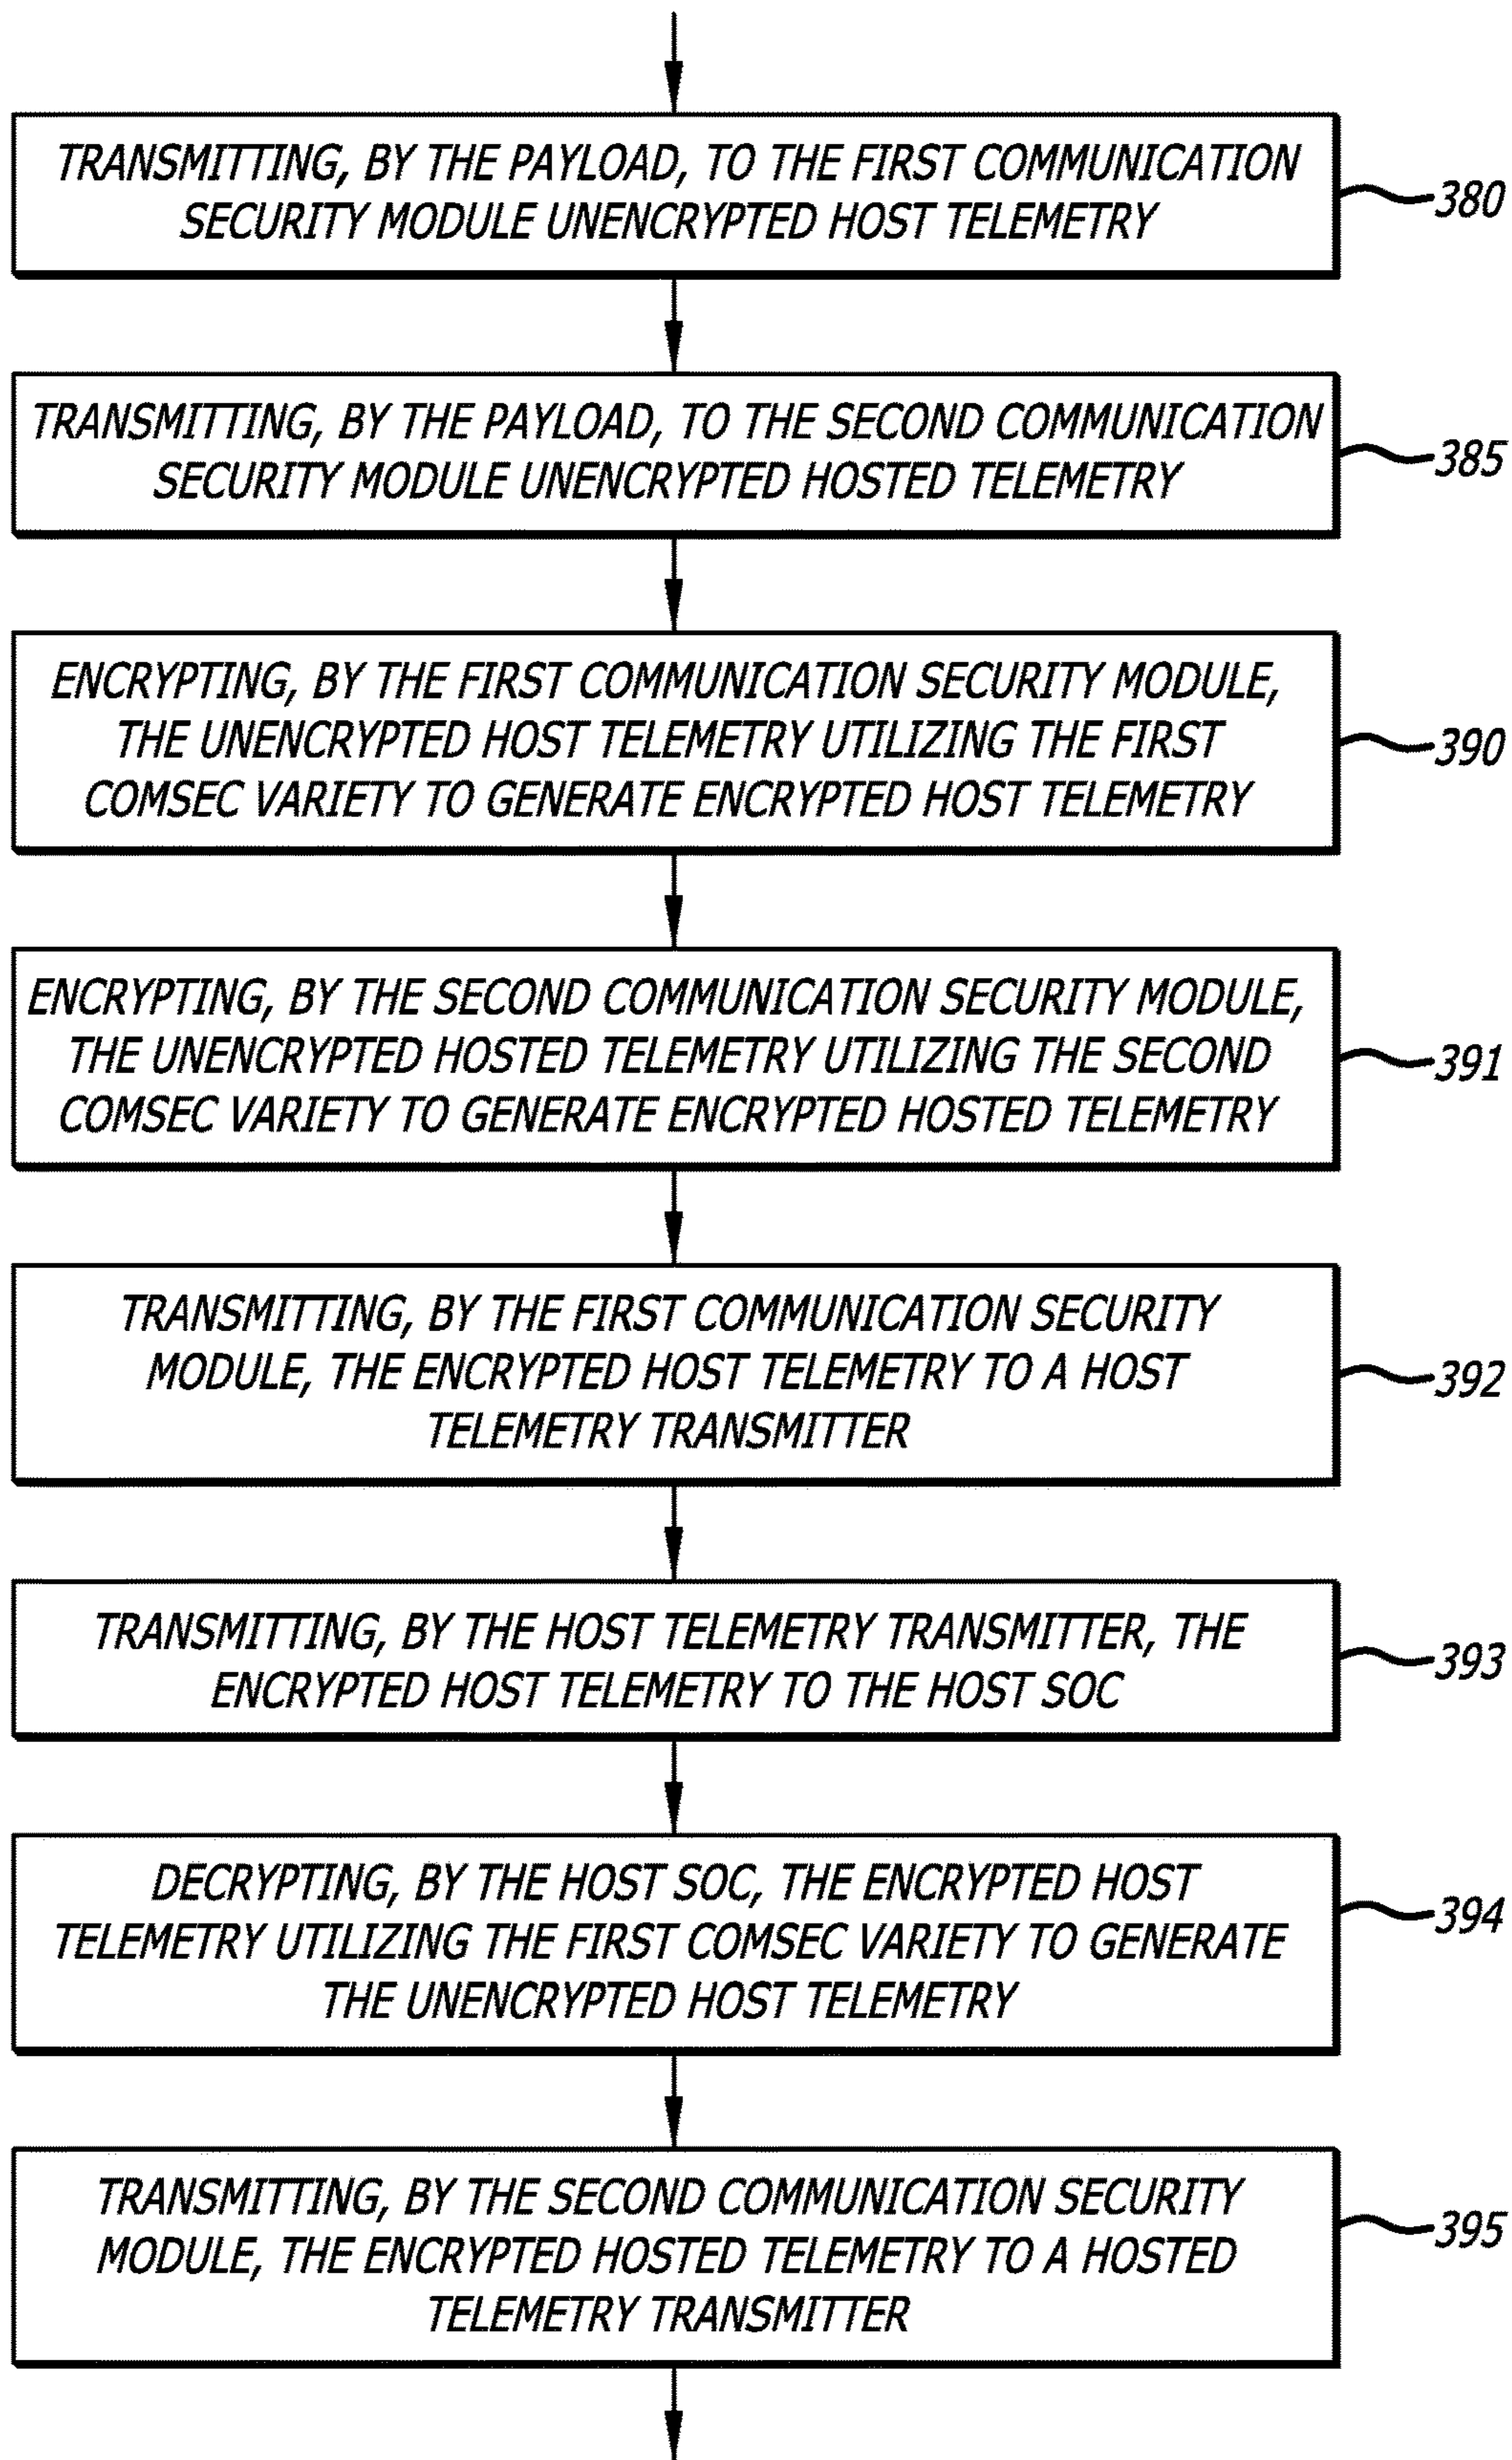 TRANSMITTING, BY THE PAYLOAD, TO THE FIRST COMMUNICATION
SECURITY MODULE UNENCRYPTED HOST TELEMETRY
380
TRANSMITTING, BY THE PAYLOAD, TO THE SECOND COMMUNICATION
SECURITY MODULE UNENCRYPTED HOSTED TELEMETRY
385
ENCRYPTING, BY THE FIRST COMMUNICATION SECURITY MODULE,
THE UNENCRYPTED HOST TELEMETRY UTILIZING THE FIRST
COMSEC VARIETY TO GENERATE ENCRYPTED HOST TELEMETRY
390
ENCRYPTING, BY THE SECOND COMMUNICATION SECURITY MODULE,
THE UNENCRYPTED HOSTED TELEMETRY UTILIZING THE SECOND
COMSEC VARIETY TO GENERATE ENCRYPTED HOSTED TELEMETRY
391
TRANSMITTING, BY THE FIRST COMMUNICATION SECURITY
MODULE, THE ENCRYPTED HOST TELEMETRY TO A HOST
TELEMETRY TRANSMITTER
392
TRANSMITTING, BY THE HOST TELEMETRY TRANSMITTER, THE
ENCRYPTED HOST TELEMETRY TO THE HOST SOC
393
DECRYPTING, BY THE HOST SOC, THE ENCRYPTED HOST
TELEMETRY UTILIZING THE FIRST COMSEC VARIETY TO GENERATE
THE UNENCRYPTED HOST TELEMETRY
394
TRANSMITTING, BY THE SECOND COMMUNICATION SECURITY
MODULE, THE ENCRYPTED HOSTED TELEMETRY TO A HOSTED
TELEMETRY TRANSMITTER
395